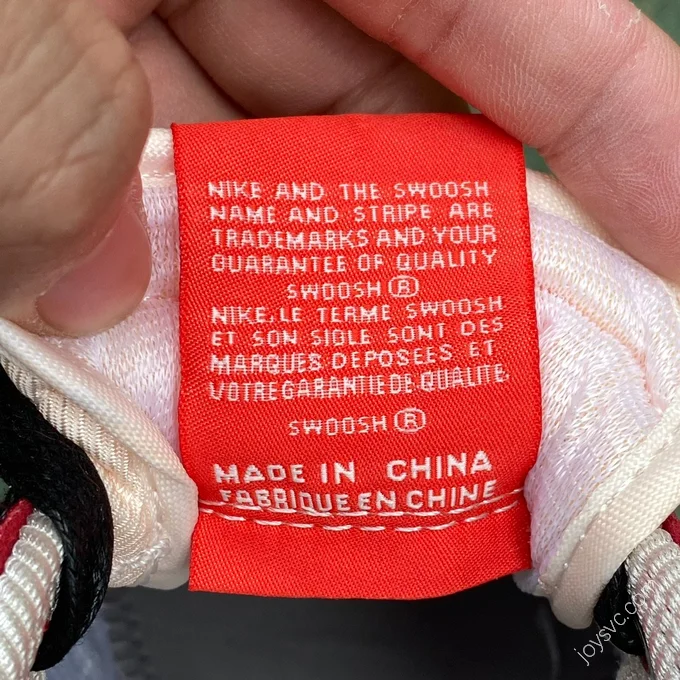 NIKE AND THE SWOOSH
NAME AND STRIPE ARE
TRADEMARKS AND YOUR
GUARANTEE OF QUALITY
SWOOSH ®
NIKE, LE TERME SWOOSH
ET SON SIGLE SONT DES
MARQUES DEPOSEES ET
VOTRE GARANTIE DE QUALITE.
SWOOSH ®
MADE IN CHINA
FABRIQUE EN CHINE